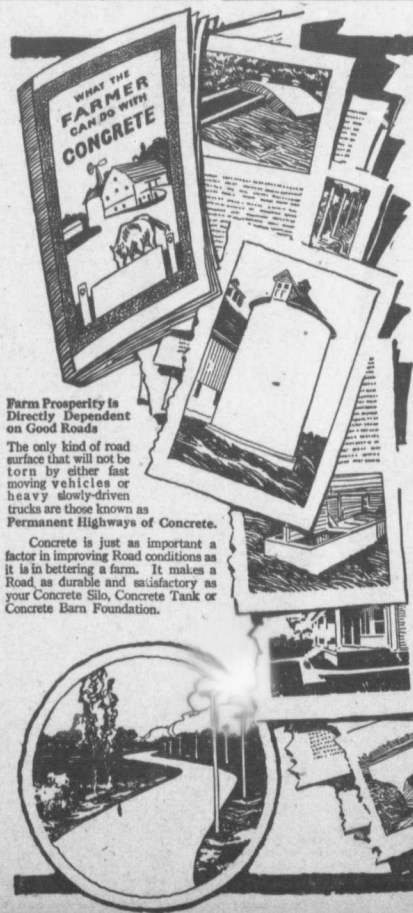 WHAT THE
FARMER
CAN DO WITH
CONCRETE
Farm Prosperity is
Directly Dependent
on Good Roads
The only kind of road
surface that will not be
torn by either fast
moving vehicles or
heavy slowly-driven
trucks are those known as
Permanent Highways of Concrete.
Concrete is just as important a
factor in improving Road conditions as
it is in bettering a farm. It makes a
Road as durable and satisfactory as
your Concrete Silo, Concrete Tank or
Concrete Barn Foundation.